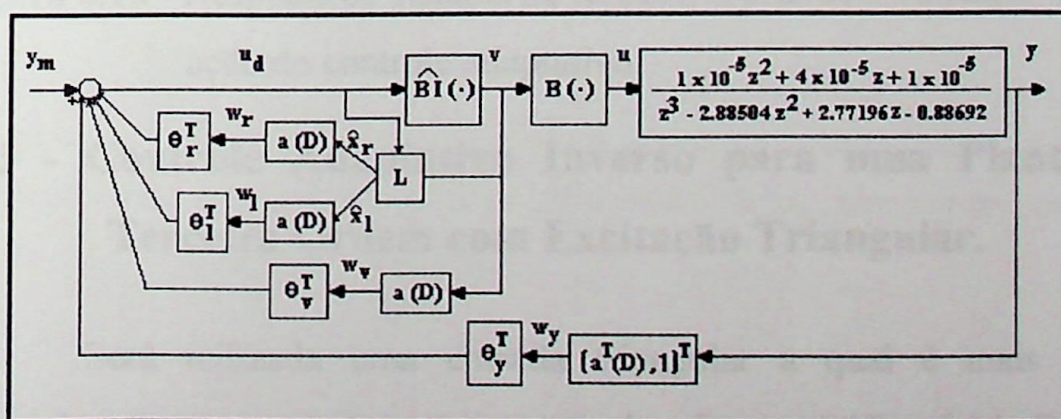 y_m
u_d
B̂I(·)
v
B(·)
u
1 x 10^-5 z^2 + 4 x 10^-5 z + 1 x 10^-5
z^3 - 2.88504 z^2 + 2.77196 z - 0.88692
y
+
θ_r^T
w_r
a(D)
x̂_r
L
θ_l^T
w_l
a(D)
x̂_l
θ_v^T
w_v
a(D)
θ_y^T
w_y
[a^T(D),1]^T
Inverso para uma
com Excitação Triangular.